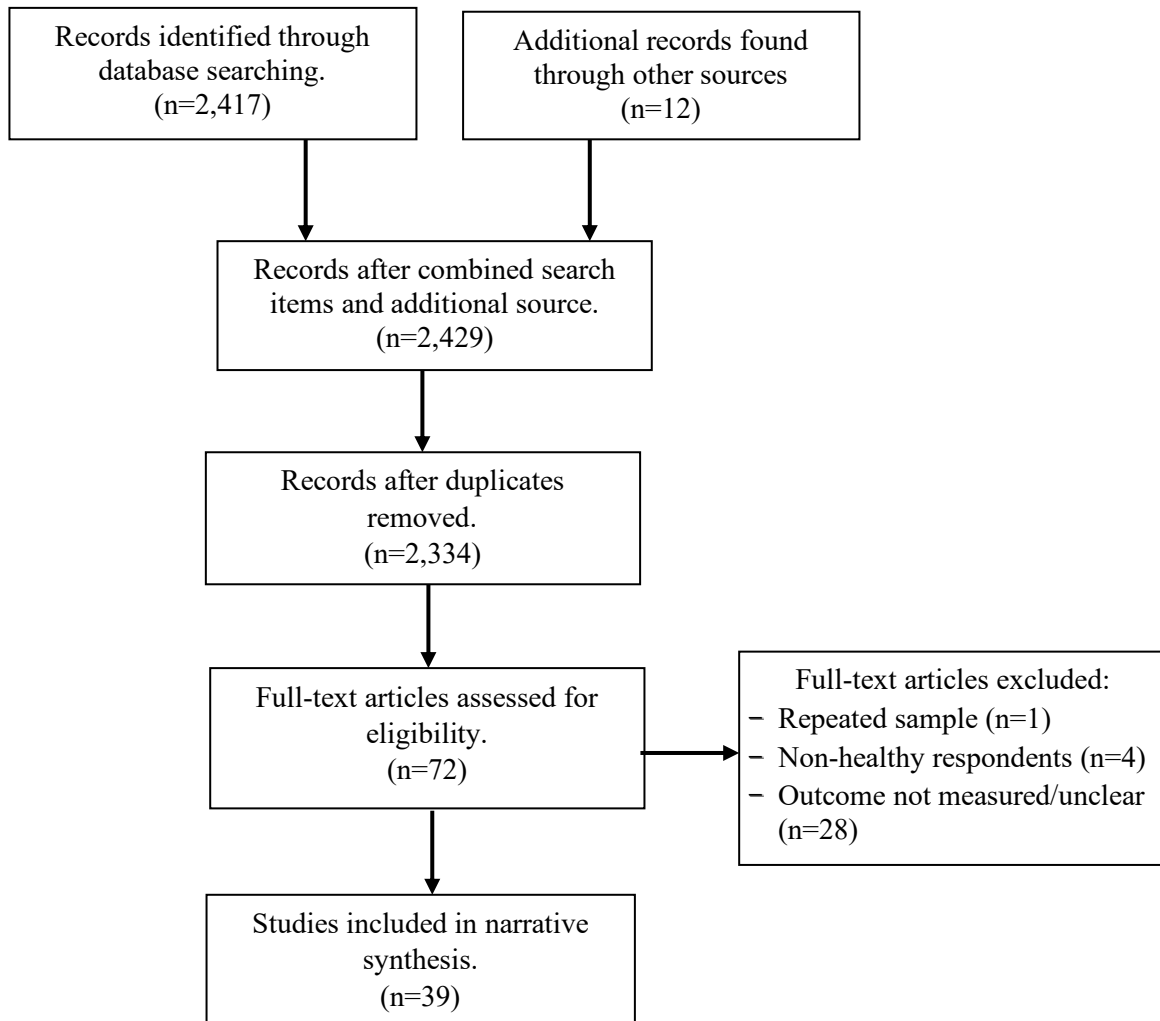 Records identified through
database searching.
(n=2,417)
Additional records found
through other sources
(n=12)
Records after combined search
items and additional source.
(n=2,429)
Records after duplicates
removed.
(n=2,334)
Full-text articles assessed for
eligibility.
(n=72)
Full-text articles excluded:
− Repeated sample (n=1)
− Non-healthy respondents (n=4)
− Outcome not measured/unclear
(n=28)
Studies included in narrative
synthesis.
(n=39)